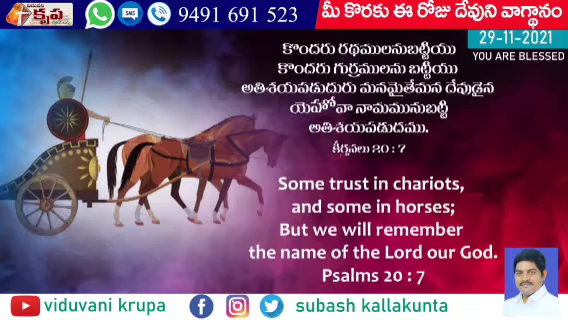 కృప
9491 691 523
మీ కొరకు ఈ రోజు దేవుని వాగ్ధానం
29-11-2021
YOU ARE BLESSED
కొందరు రథములనుబట్టియు
కొందరు గుర్రములను బట్టియు
అతిశయపడుదురు మనమైతేమన దేవుడైన
యెహోవా నామమునుబట్టి
అతిశయపడుదము.
కీర్తనలు 20 : 7
Some trust in chariots,
and some in horses;
But we will remember
the name of the Lord our God.
Psalms 20 : 7
viduvani krupa
subash kallakunta